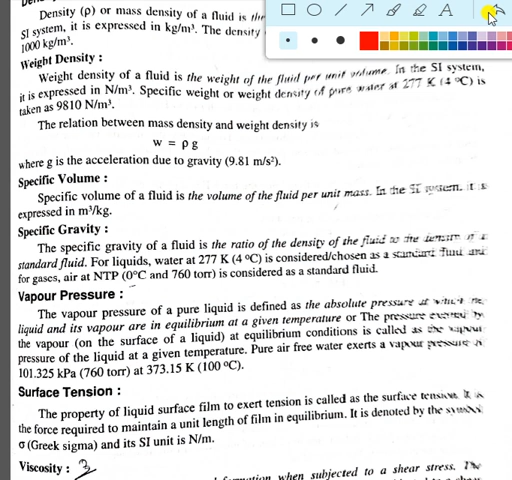 Density (ρ) or mass density of a fluid is the
SI system, it is expressed in kg/m³. The density
1000 kg/m³.
Weight Density :
Weight density of a fluid is the weight of the fluid per unit volume. In the SI system,
it is expressed in N/m³. Specific weight or weight density of pure water at 277 K (4 ºC) is
taken as 9810 N/m³.
The relation between mass density and weight density is
w = ρ g
where g is the acceleration due to gravity (9.81 m/s²).
Specific Volume :
Specific volume of a fluid is the volume of the fluid per unit mass. In the SI system, it is
expressed in m³/kg.
Specific Gravity :
The specific gravity of a fluid is the ratio of the density of the fluid to the density of a
standard fluid. For liquids, water at 277 K (4 ºC) is considered/chosen as a standard fluid and
for gases, air at NTP (0°C and 760 torr) is considered as a standard fluid.
Vapour Pressure :
The vapour pressure of a pure liquid is defined as the absolute pressure at which the
liquid and its vapour are in equilibrium at a given temperature or The pressure exerted by
the vapour (on the surface of a liquid) at equilibrium conditions is called as the vapour
pressure of the liquid at a given temperature. Pure air free water exerts a vapour pressure of
101.325 kPa (760 torr) at 373.15 K (100 ºC).
Surface Tension :
The property of liquid surface film to exert tension is called as the surface tension. It is
the force required to maintain a unit length of film in equilibrium. It is denoted by the symbol
σ (Greek sigma) and its SI unit is N/m.
Viscosity :
when subjected to a shear stress. The